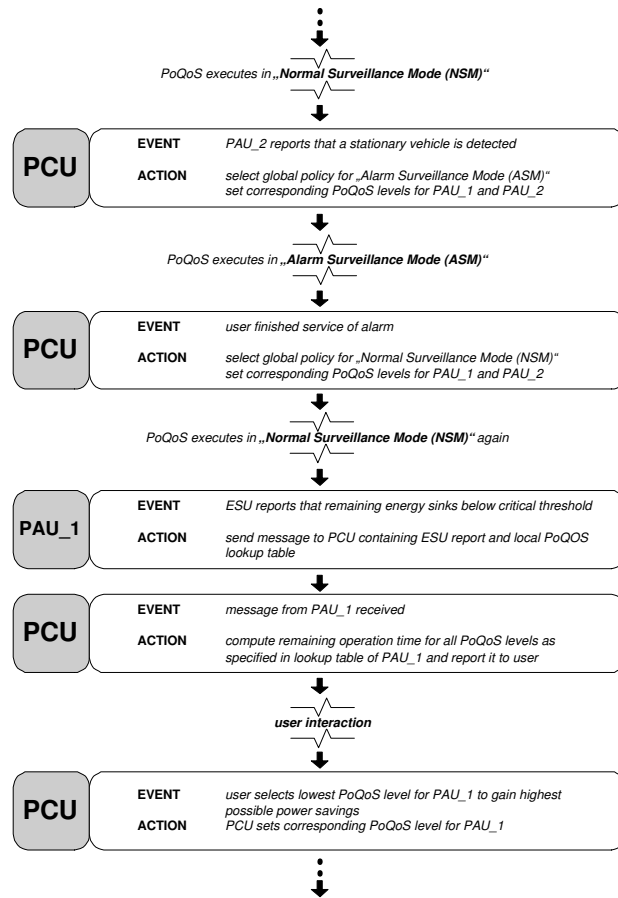 PoQoS executes in „Normal Surveillance Mode (NSM)“
PCU
EVENT PAU_2 reports that a stationary vehicle is detected
ACTION select global policy for „Alarm Surveillance Mode (ASM)“
set corresponding PoQoS levels for PAU_1 and PAU_2
PoQoS executes in „Alarm Surveillance Mode (ASM)“
PCU
EVENT user finished service of alarm
ACTION select global policy for „Normal Surveillance Mode (NSM)“
set corresponding PoQoS levels for PAU_1 and PAU_2
PoQoS executes in „Normal Surveillance Mode (NSM)“ again
PAU_1
EVENT ESU reports that remaining energy sinks below critical threshold
ACTION send message to PCU containing ESU report and local PoQOS
lookup table
PCU
EVENT message from PAU_1 received
ACTION compute remaining operation time for all PoQoS levels as
specified in lookup table of PAU_1 and report it to user
user interaction
PCU
EVENT user selects lowest PoQoS level for PAU_1 to gain highest
possible power savings
ACTION PCU sets corresponding PoQoS level for PAU_1